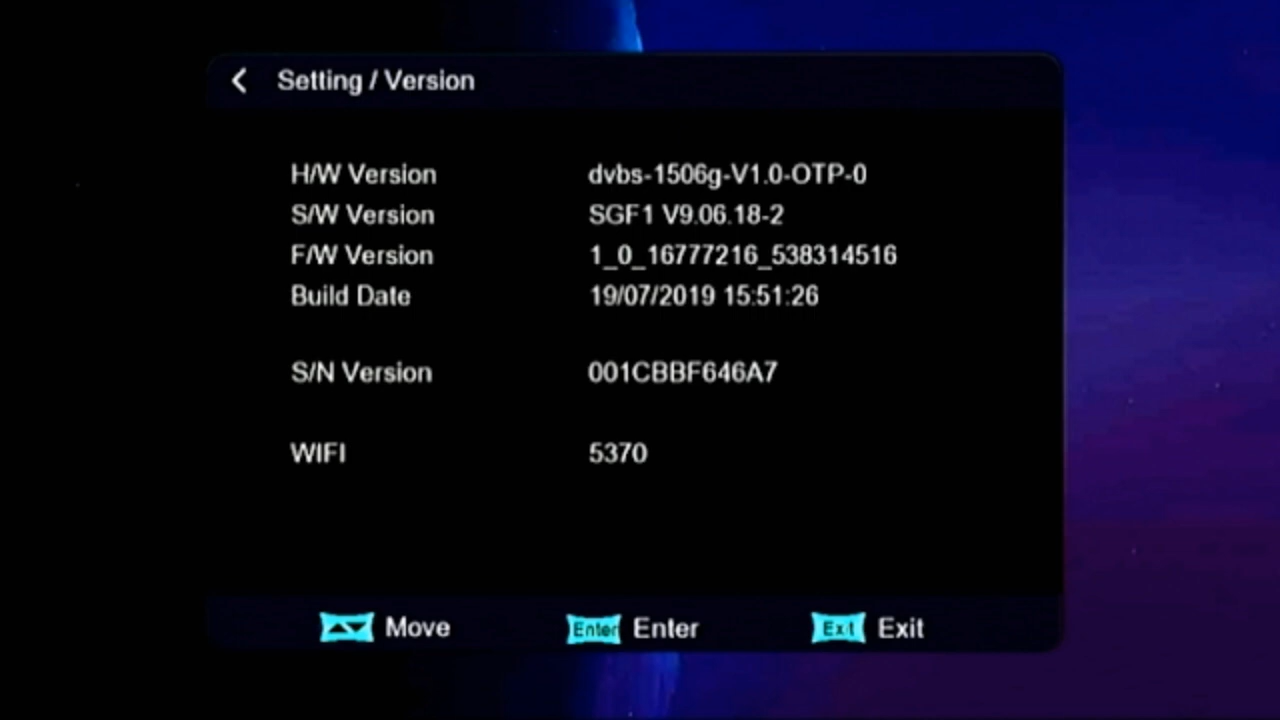 Setting / Version
H/W Version dvbs-1506g-V1.0-OTP-0
S/W Version SGF1 V9.06.18-2
F/W Version 1_0_16777216_538314516
Build Date 19/07/2019 15:51:26
S/N Version 001CBBF646A7
WIFI 5370
Move Enter Enter Exit Exit